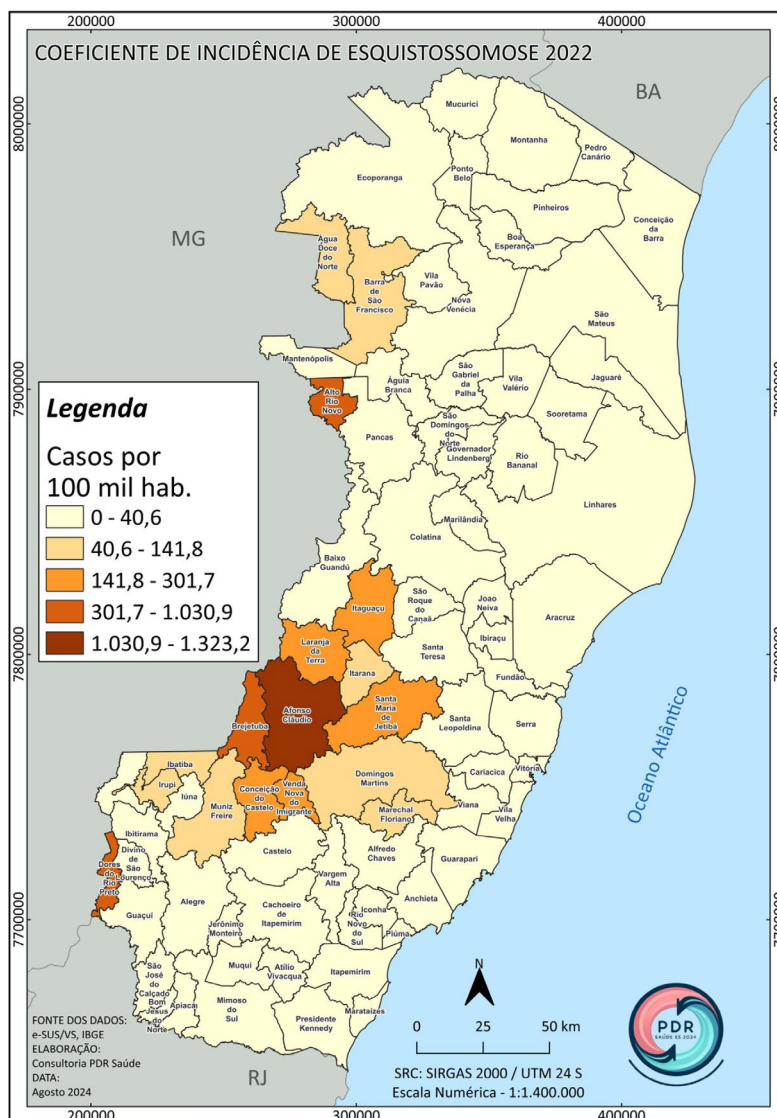 200000
300000
400000
COEFICIENTE DE INCIDÊNCIA DE ESQUISTOSSOMOSE 2022
BA
Mucurici
8000000
8000000
Montanha
Pedro
Canário
Ponto
Belo
Ecoporanga
Pinheiros
Conceição
da
Barra
MG
Água
Doce
do
Norte
Boa
Esperança
Vila
Pavão
Barra
de
São
Francisco
Nova
Venécia
São
Mateus
Mantenópolis
São
Gabriel
da
Palha
Águia
Branca
Vila
Valério
Jaguaré
7900000
7900000
Alto
Rio
Novo
Sooretama
São
Domingos
do
Norte
Pancas
Governador
Lindenberg
Rio
Bananal
Linhares
Legenda
Casos por
100 mil hab.
0 - 40,6
40,6 - 141,8
141,8 - 301,7
301,7 - 1.030,9
1.030,9 - 1.323,2
Marilândia
Colatina
Baixo
Guandú
Itaguaçu
São
Roque
do
Canaã
Joao
Neiva
Aracruz
Ibiraçu
7800000
7800000
Laranja
da
Terra
Santa
Teresa
Itarana
Fundão
Afonso
Cláudio
Santa
Maria
de
Jetibá
Brejetuba
Santa
Leopoldina
Serra
Oceano Atlântico
Ibatiba
Irupi
Iúna
Muniz
Freire
Conceição
do
Castelo
Venda
Nova
do
Imigrante
Domingos
Martins
Cariacica
Vitória
Marechal
Floriano
Viana
Vila
Velha
Ibitirama
Divino
de
São
Lourenço
Dores
do
Rio
Preto
Castelo
Alfredo
Chaves
Guarapari
Vargem
Alta
Guaçuí
Alegre
Cachoeiro
de
Itapemirim
Anchieta
Iconha
Rio
Novo
do
Sul
Piúma
7700000
7700000
Jerônimo
Monteiro
Muqui
Atílio
Vivacqua
Itapemirim
São
José
do
Calçado
Bom
Jesus
do
Norte
Apiacá
Mimoso
do
Sul
Presidente
Kennedy
Marataízes
N
0 25 50 km
SRC: SIRGAS 2000 / UTM 24 S
Escala Numérica - 1:1.400.000
PDR
SAÚDE ES 2024
FONTE DOS DADOS:
e-SUS/VS, IBGE
ELABORAÇÃO:
Consultoria PDR Saúde
DATA:
Agosto 2024
RJ
200000
300000
400000